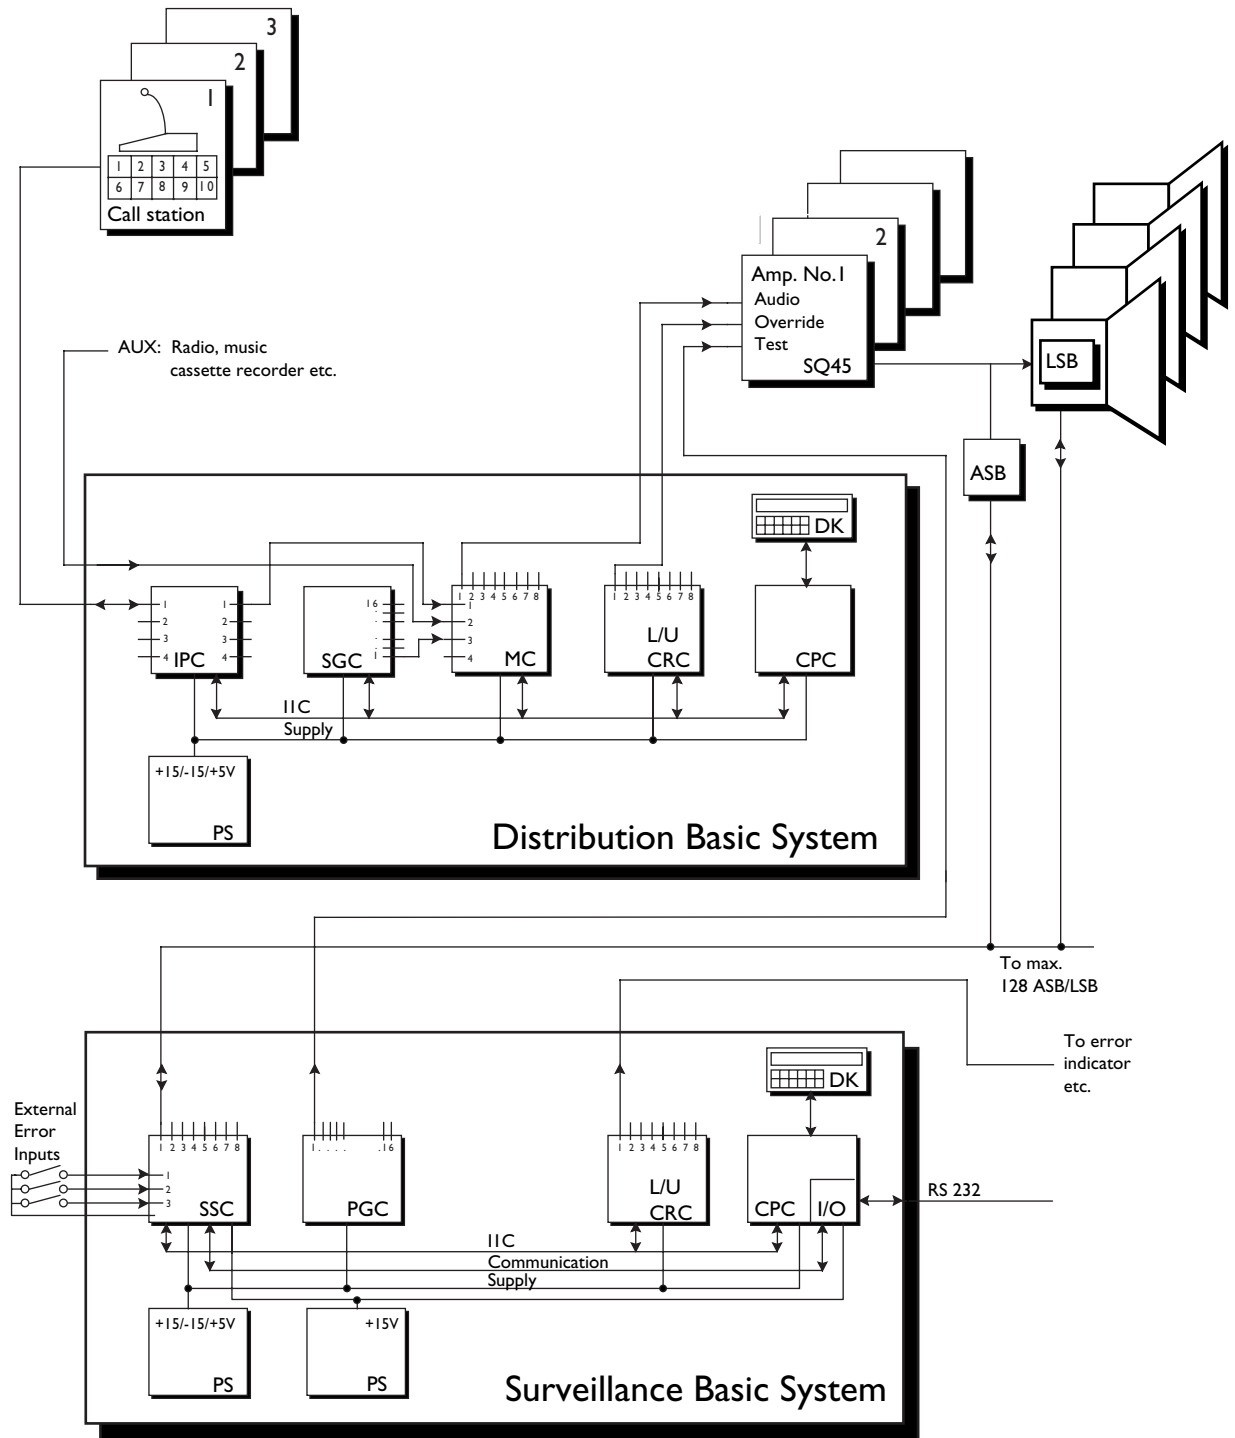 3
2
1
1 2 3 4 5
6 7 8 9 10
Call station
2
Amp. No.1
Audio
Override
Test
SQ45
LSB
AUX: Radio, music
cassette recorder etc.
ASB
DK
1 2 3 4 5 6 7 8
1 2 3 4 5 6 7 8
1 1
2 2
3 3
4 4
IPC
16
.
.
.
1
SGC
1
2
3
4
MC
L/U
CRC
CPC
IIC
Supply
+15/-15/+5V
PS
Distribution Basic System
To max.
128 ASB/LSB
To error
indicator
etc.
DK
External
Error
Inputs
1 2 3 4 5 6 7 8
1
2
3
SSC
1 . . . . . 16
PGC
1 2 3 4 5 6 7 8
L/U
CRC
CPC
I/O
RS 232
IIC
Communication
Supply
+15/-15/+5V
PS
+15V
PS
Surveillance Basic System